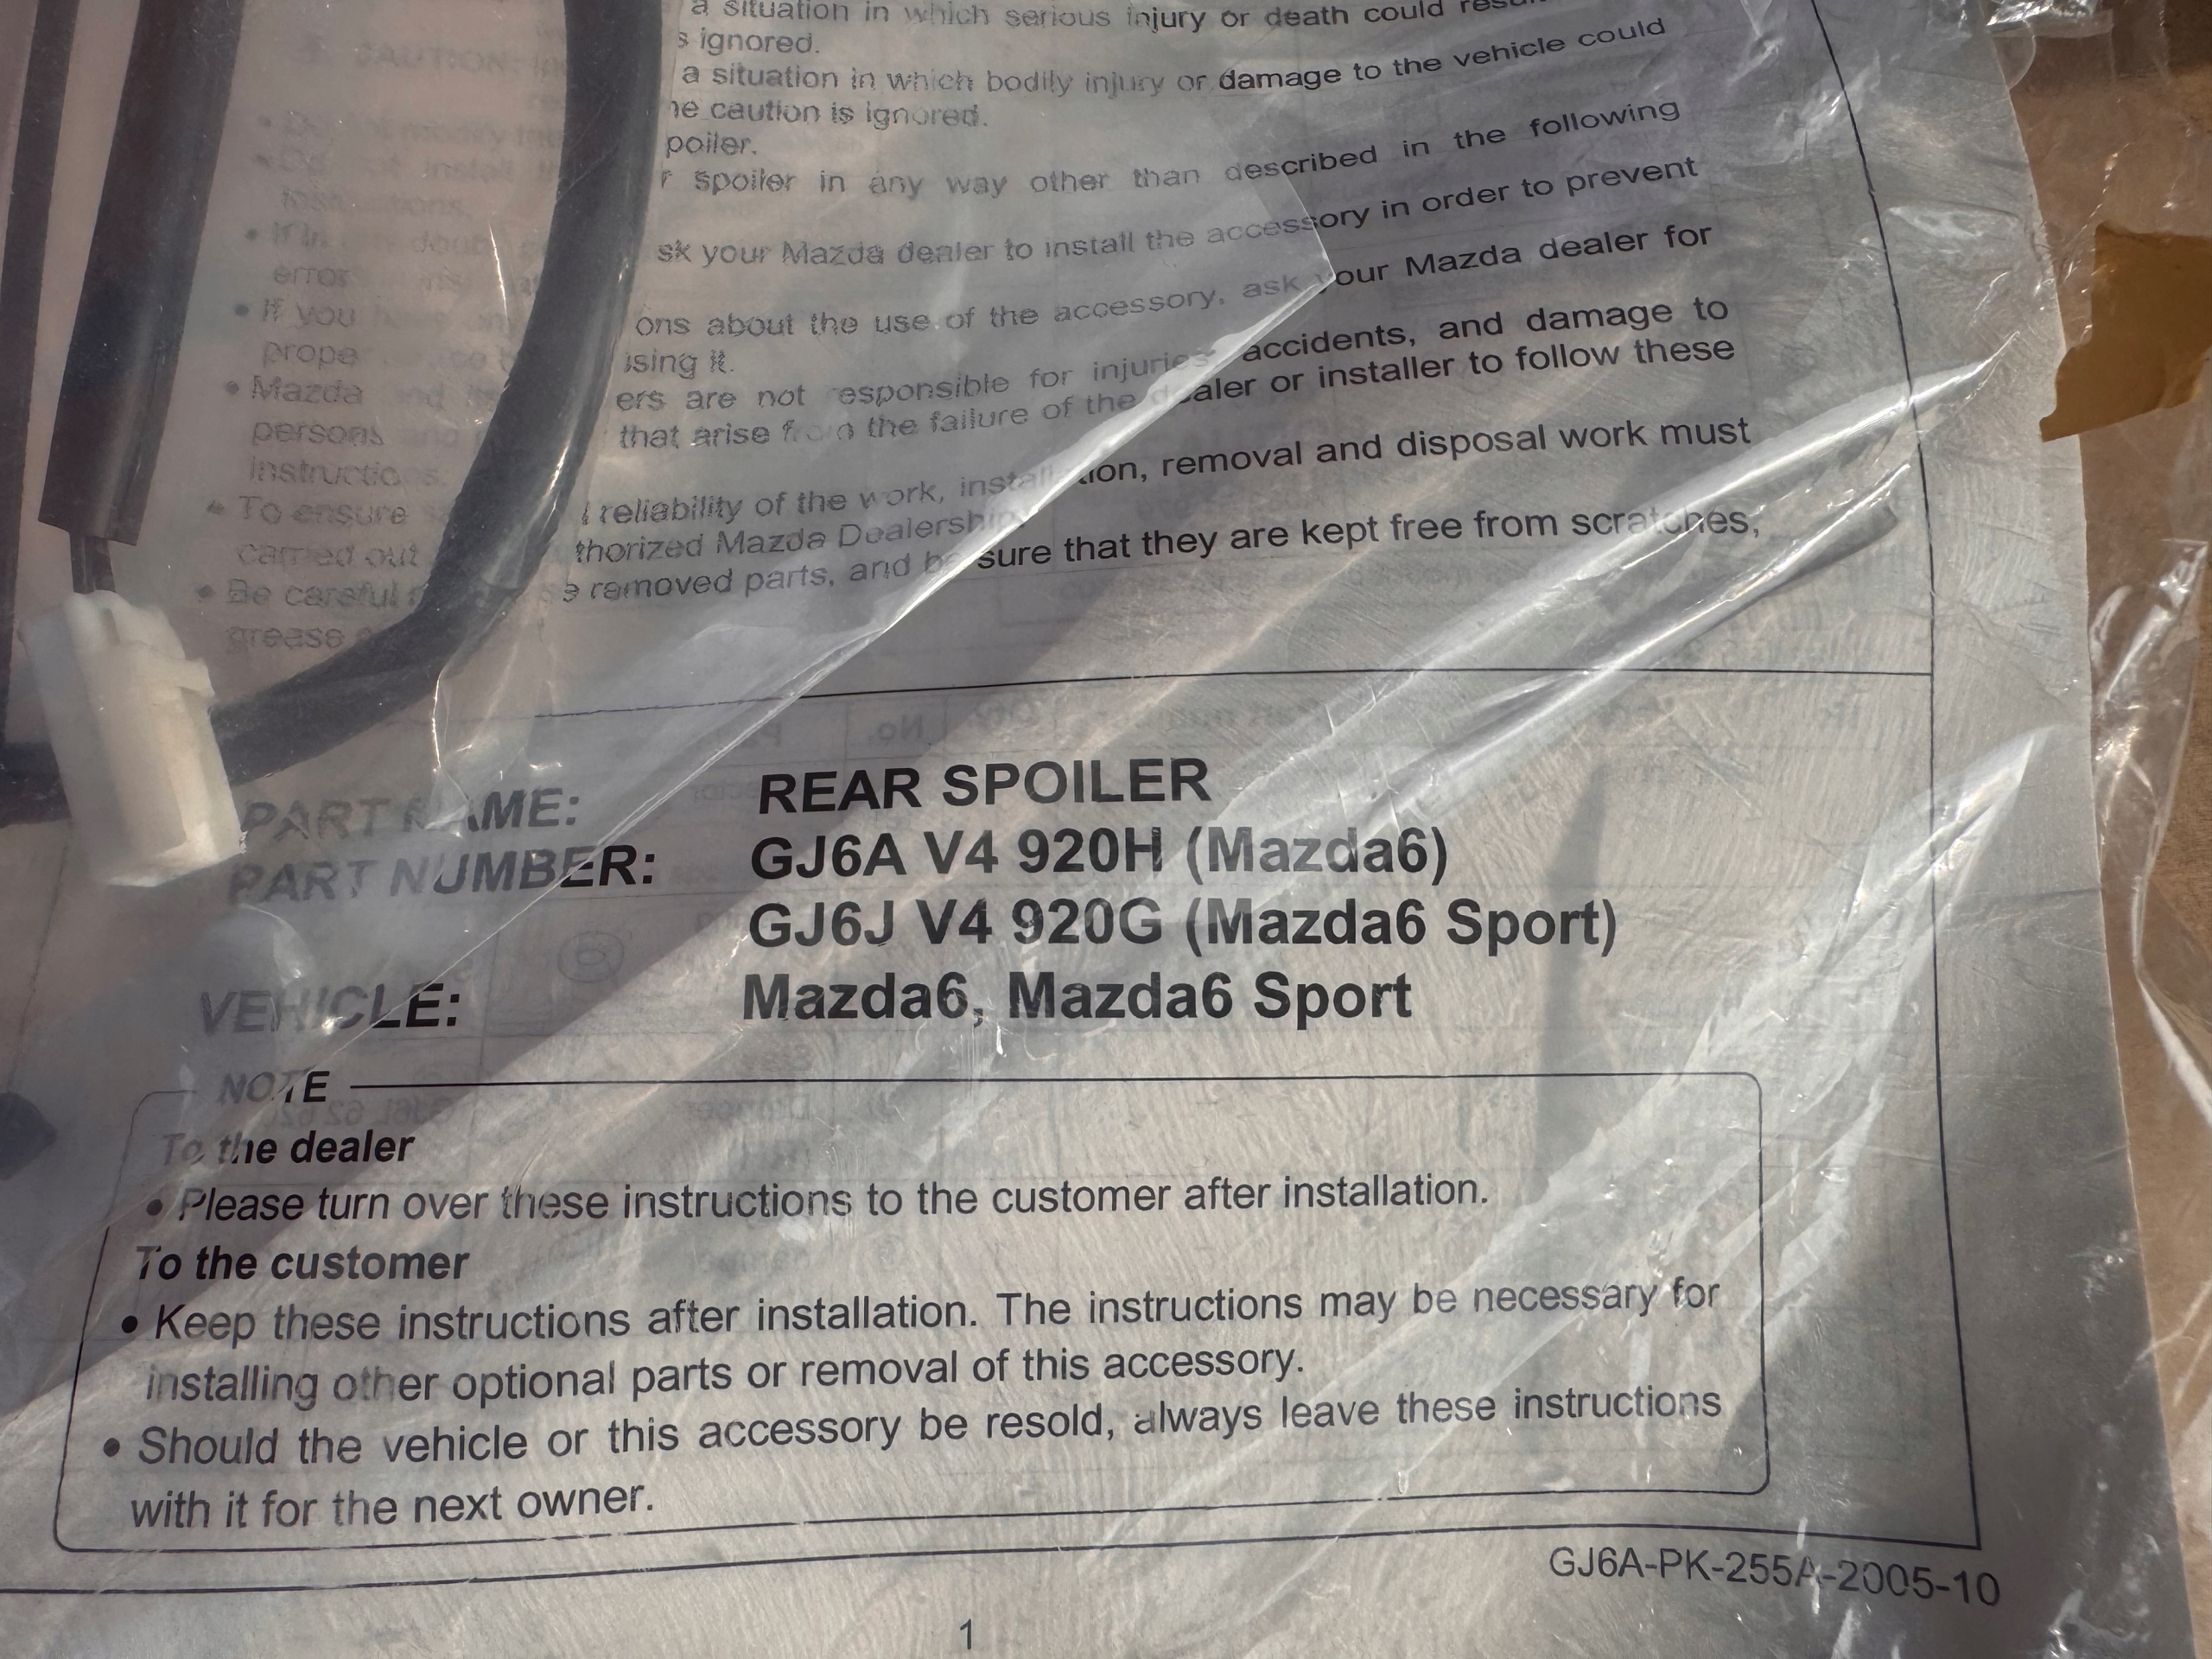 a situation in which serious injury or death could
s ignored.
a situation in which bodily injury or damage to the vehicle could
he caution is ignored.
poiler.
r spoiler in any way other than described in the following
sk your Mazda dealer to install the accessory in order to prevent
error
• If you ons about the use of the accessory, ask your Mazda dealer for
prope using it.
• Mazda ers are not responsible for injuries accidents, and damage to
persons that arise from the failure of the dealer or installer to follow these
instructions.
• To ensure reliability of the work, installation, removal and disposal work must
carried out thorized Mazda Dealership
• Be careful e removed parts, and be sure that they are kept free from scratches,
grease
PART NAME: REAR SPOILER
PART NUMBER: GJ6A V4 920H (Mazda6)
GJ6J V4 920G (Mazda6 Sport)
VEHICLE: Mazda6, Mazda6 Sport
NOTE
To the dealer
• Please turn over these instructions to the customer after installation.
To the customer
• Keep these instructions after installation. The instructions may be necessary for
installing other optional parts or removal of this accessory.
• Should the vehicle or this accessory be resold, always leave these instructions
with it for the next owner.
GJ6A-PK-255A-2005-10
1